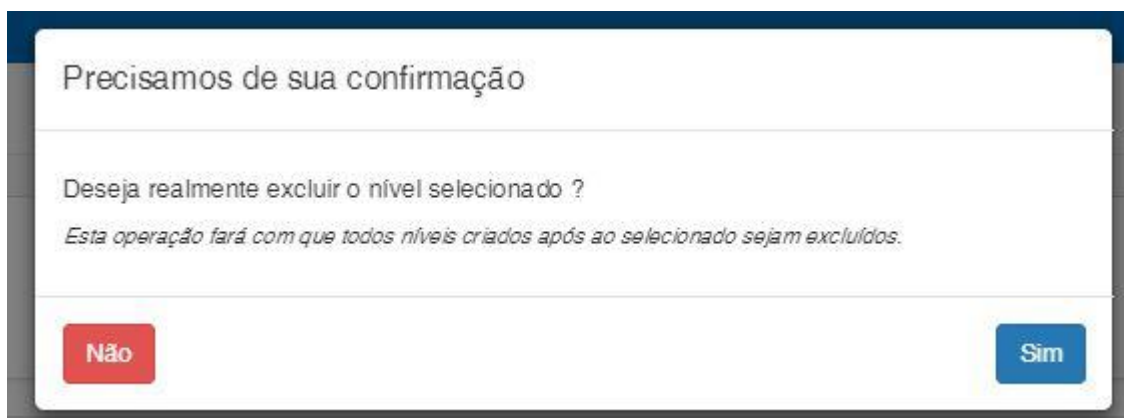 Precisamos de sua confirmação
Deseja realmente excluir o nível selecionado ?
Esta operação fará com que todos níveis criados após ao selecionado sejam excluídos.
Não
Sim